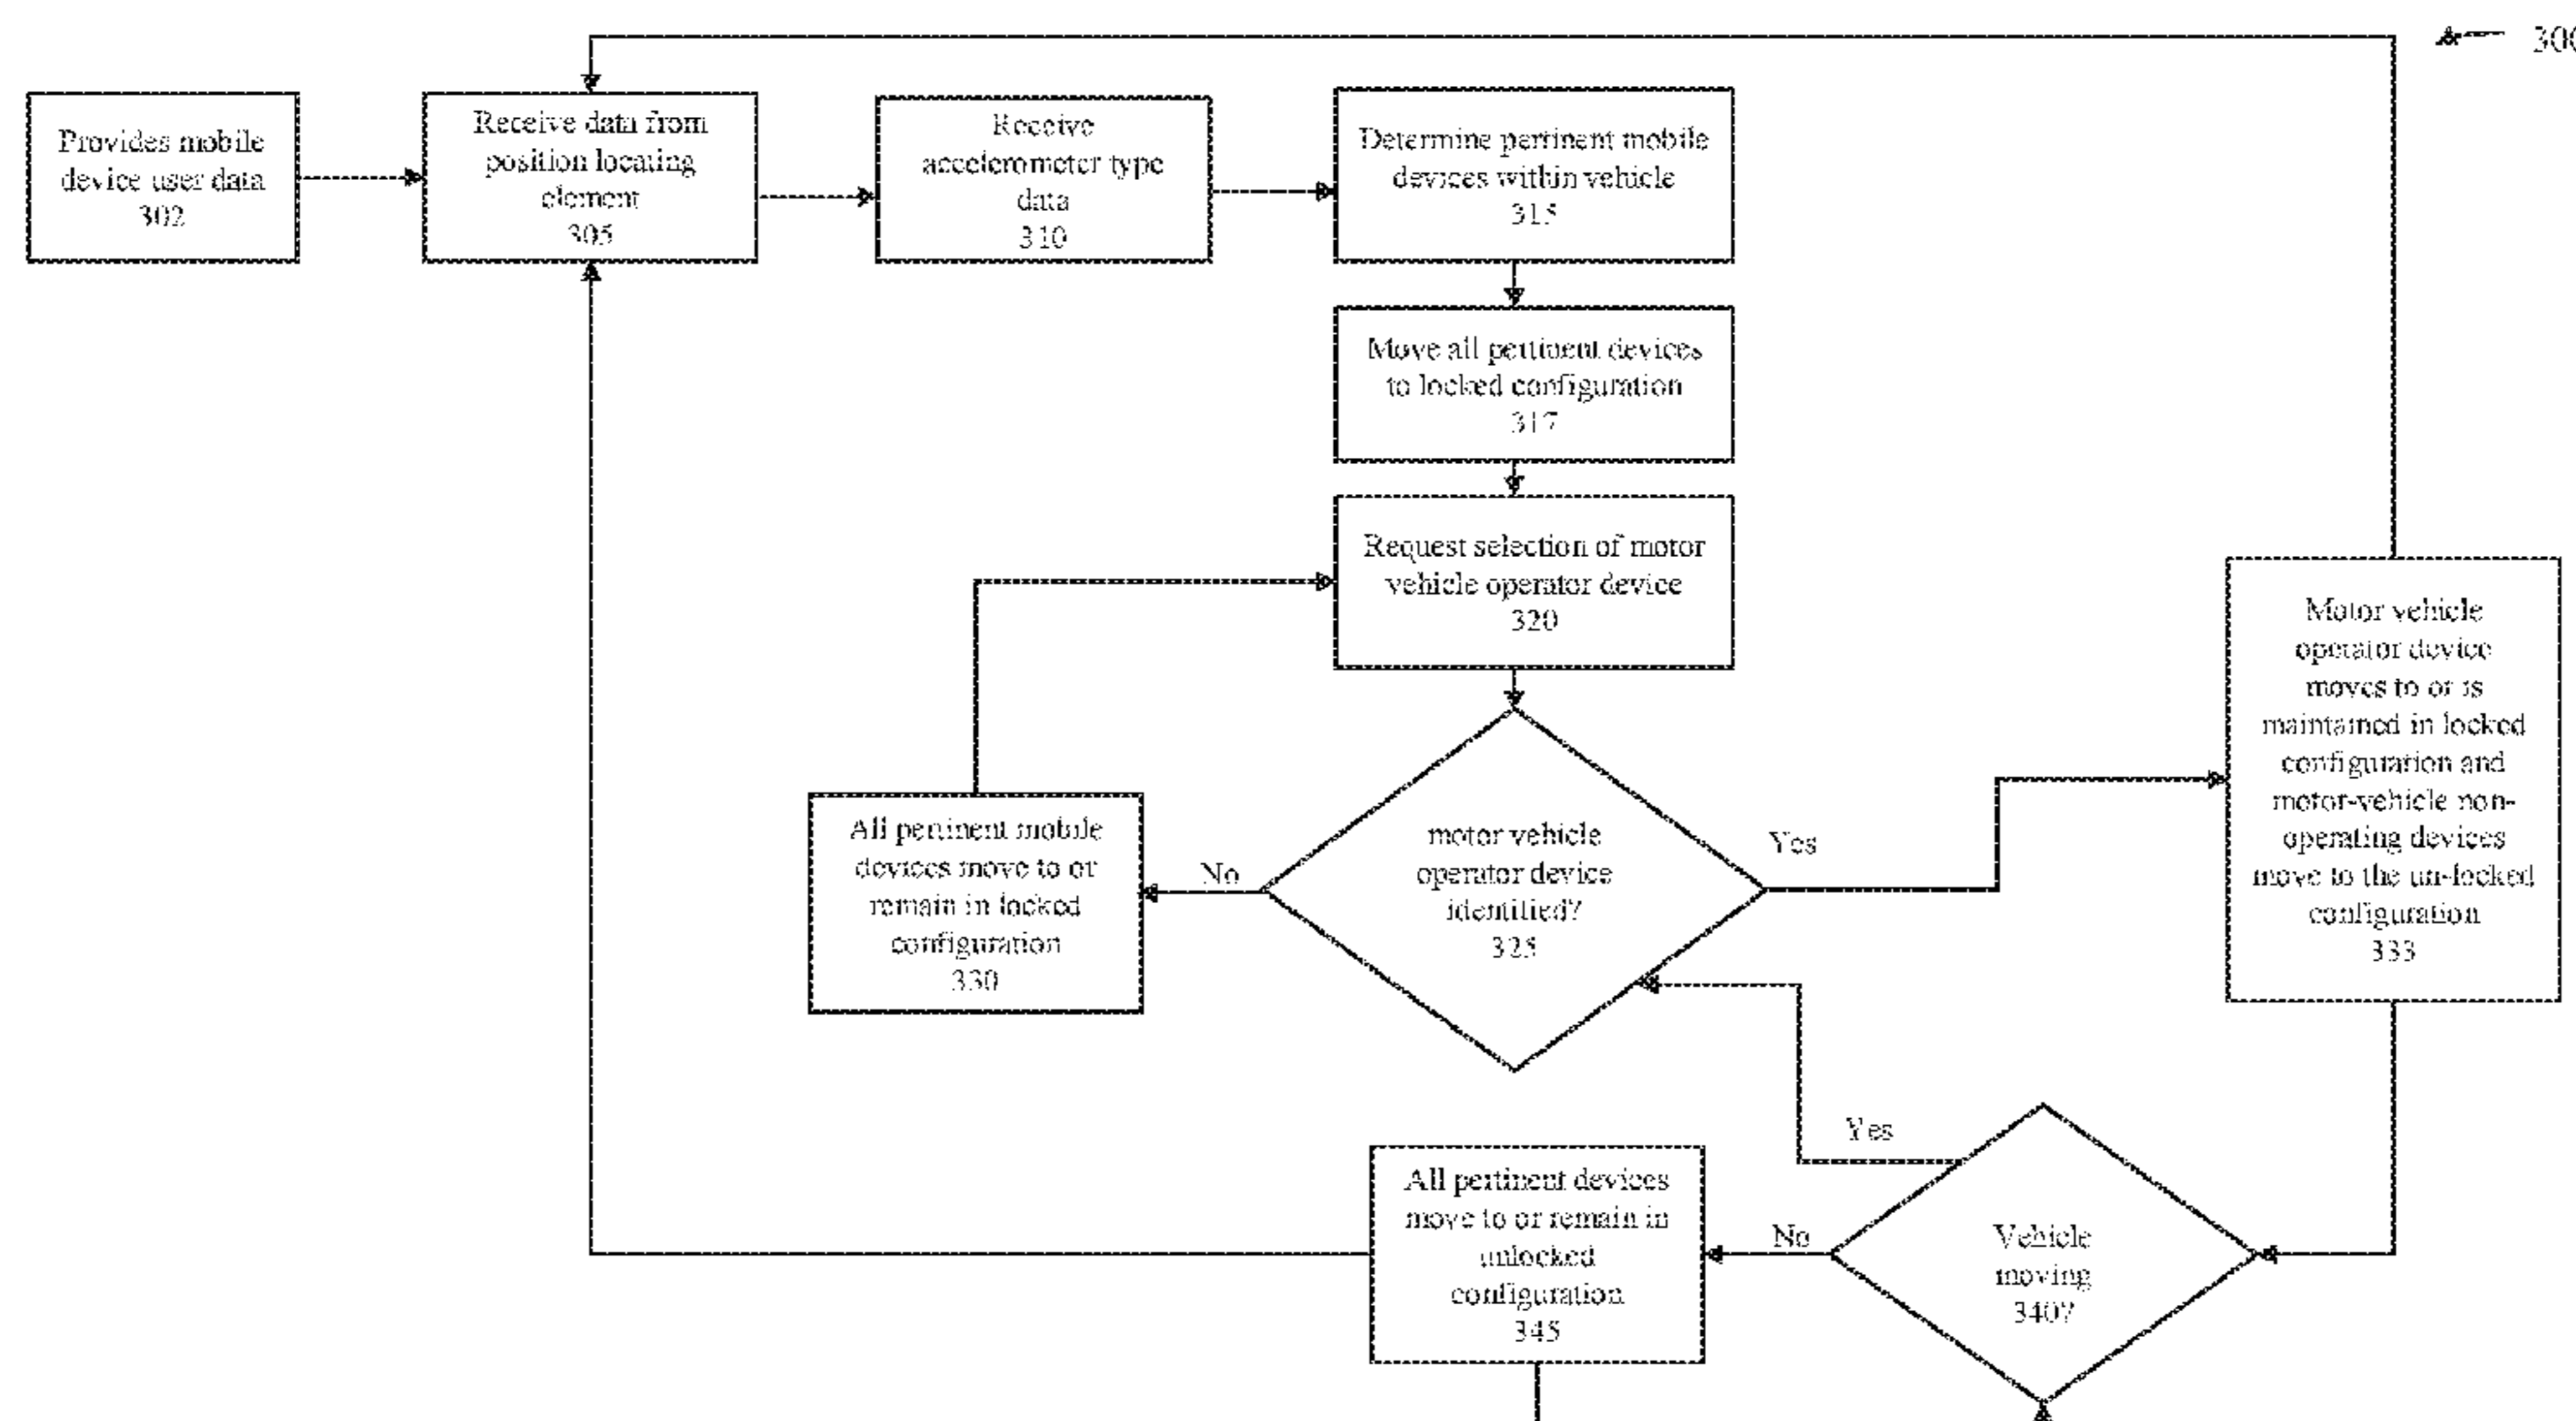 300
Provides mobile
device user data
302
Receive data from
position locating
element
305
Receive
accelerometer type
data
310
Determine pertinent mobile
devices within vehicle
315
Move all pertinent devices
to locked configuration
317
Request selection of motor
vehicle operator device
320
motor vehicle
operator device
identified?
325
No
Yes
All pertinent mobile
devices move to or
remain in locked
configuration
330
Motor vehicle
operator device
moves to or is
maintained in locked
configuration and
motor-vehicle non-
operating devices
move to the un-locked
configuration
333
Yes
No
Vehicle
moving
340?
All pertinent devices
move to or remain in
unlocked
configuration
345